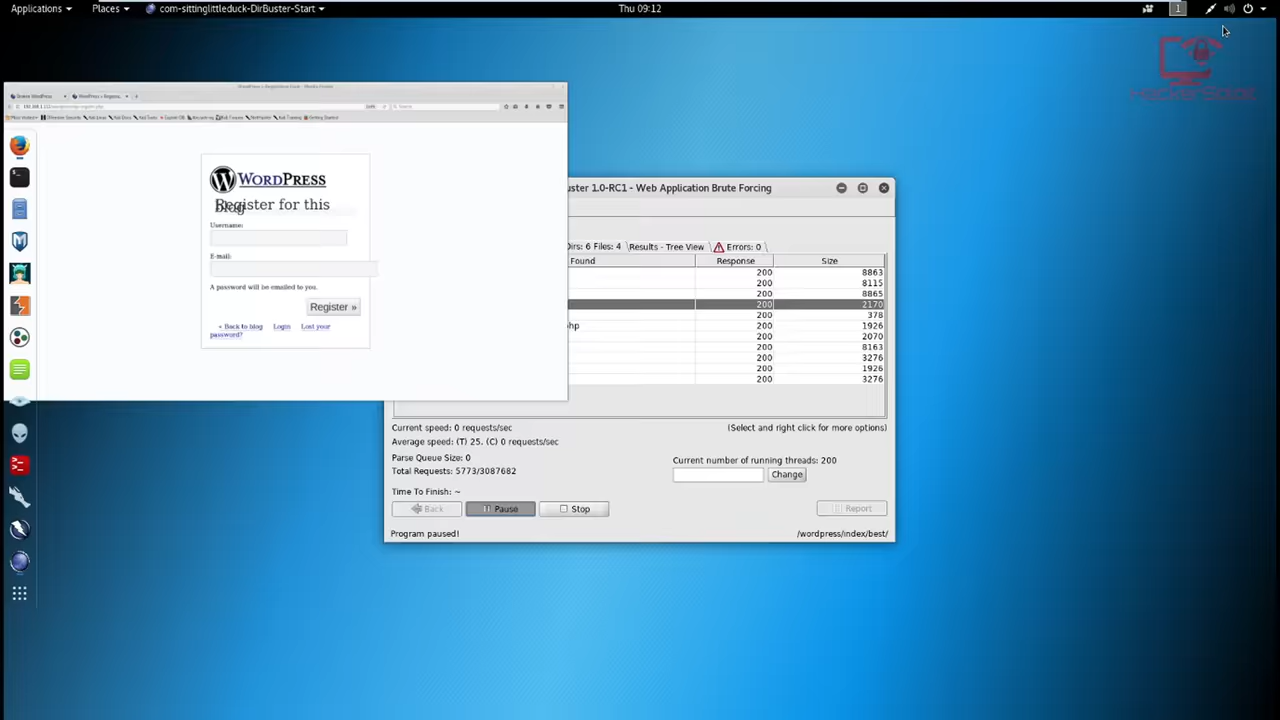 Applications
Places
com-sittinglittleduck-DirBuster-Start
Thu 09:12
1
HACKERSPLOIT
WORDPRESS
Register for this
blog
Username:
E-mail:
A password will be emailed to you.
Register »
« Back to blog
Login
Lost your
password?
uster 1.0-RC1 - Web Application Brute Forcing
Dirs: 6 Files: 4
Results - Tree View
Errors: 0
Found
Response
Size
200 8863
200 8115
200 8865
200 2170
200 378
hp 200 1926
200 2070
200 8163
200 3276
200 1926
200 3276
Current speed: 0 requests/sec
(Select and right click for more options)
Average speed: (T) 25, (C) 0 requests/sec
Parse Queue Size: 0
Current number of running threads: 200
Total Requests: 5773/3087682
Change
Time To Finish: ~
Back
Pause
Stop
Report
Program paused!
/wordpress/index/best/